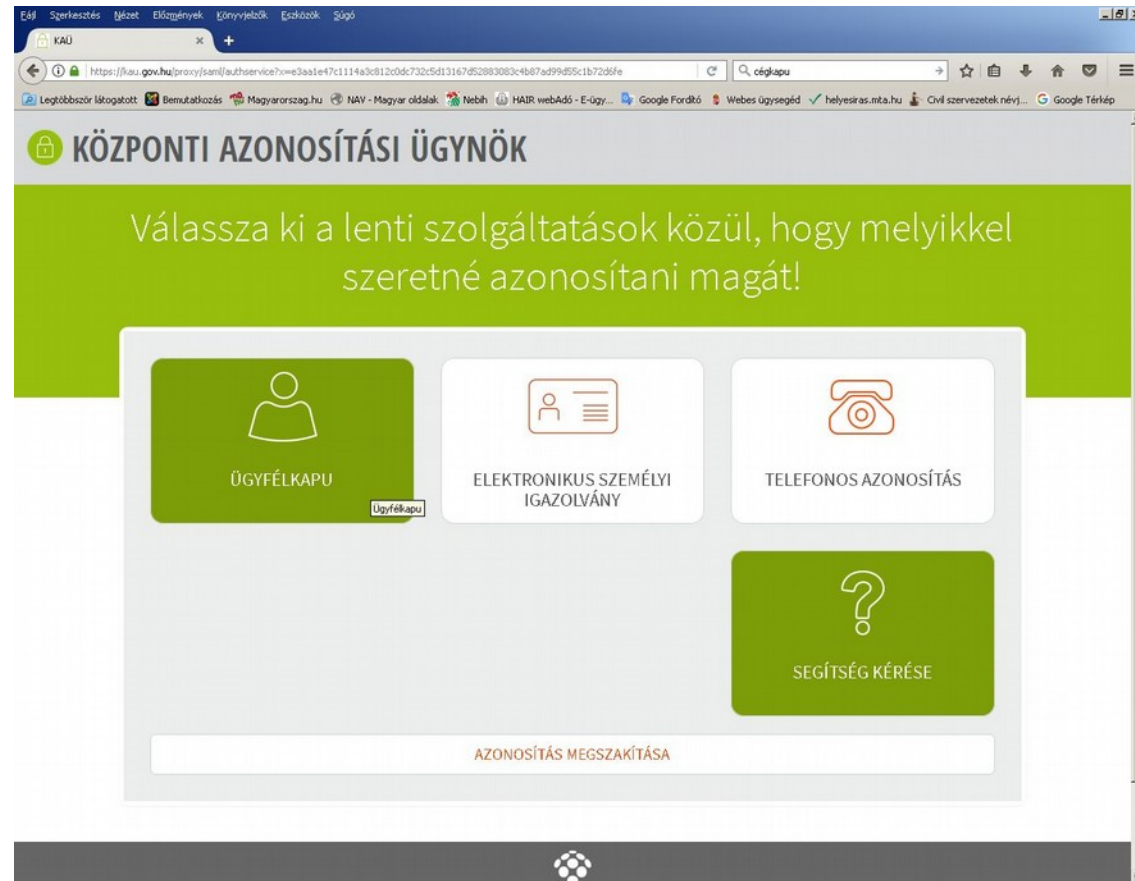 Fájl Szerkesztés Nézet Előzmények Könyvjelzők Eszközök Súgó
KAÜ
https://kau.gov.hu/proxy/saml/authservice?x=e3aa1e47c1114a3c812c0dc732c5d13167d52883083c4b87ad99d55c1b72d6fe cégkapu
Legtöbbször látogatott Bemutatkozás Magyarorszag.hu NAV - Magyar oldalak Nebih HAIR webAdó - E-ügy... Google Fordító Webes ügysegéd helyesiras.mta.hu Civil szervezetek névj... Google Térkép
KÖZPONTI AZONOSÍTÁSI ÜGYNÖK
Válassza ki a lenti szolgáltatások közül, hogy melyikkel
szeretné azonosítani magát!
ÜGYFÉLKAPU
Ügyfélkapu
ELEKTRONIKUS SZEMÉLYI
IGAZOLVÁNY
TELEFONOS AZONOSÍTÁS
SEGÍTSÉG KÉRÉSE
AZONOSÍTÁS MEGSZAKÍTÁSA